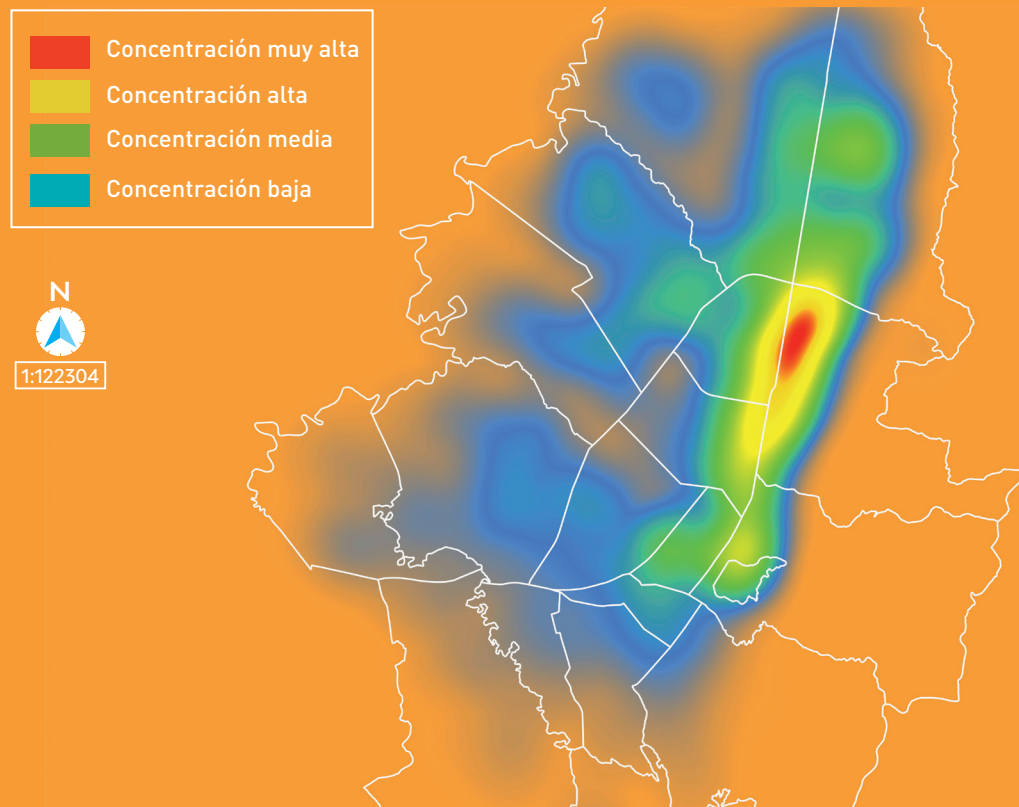 Concentración muy alta
Concentración alta
Concentración media
Concentración baja
N
1:122304